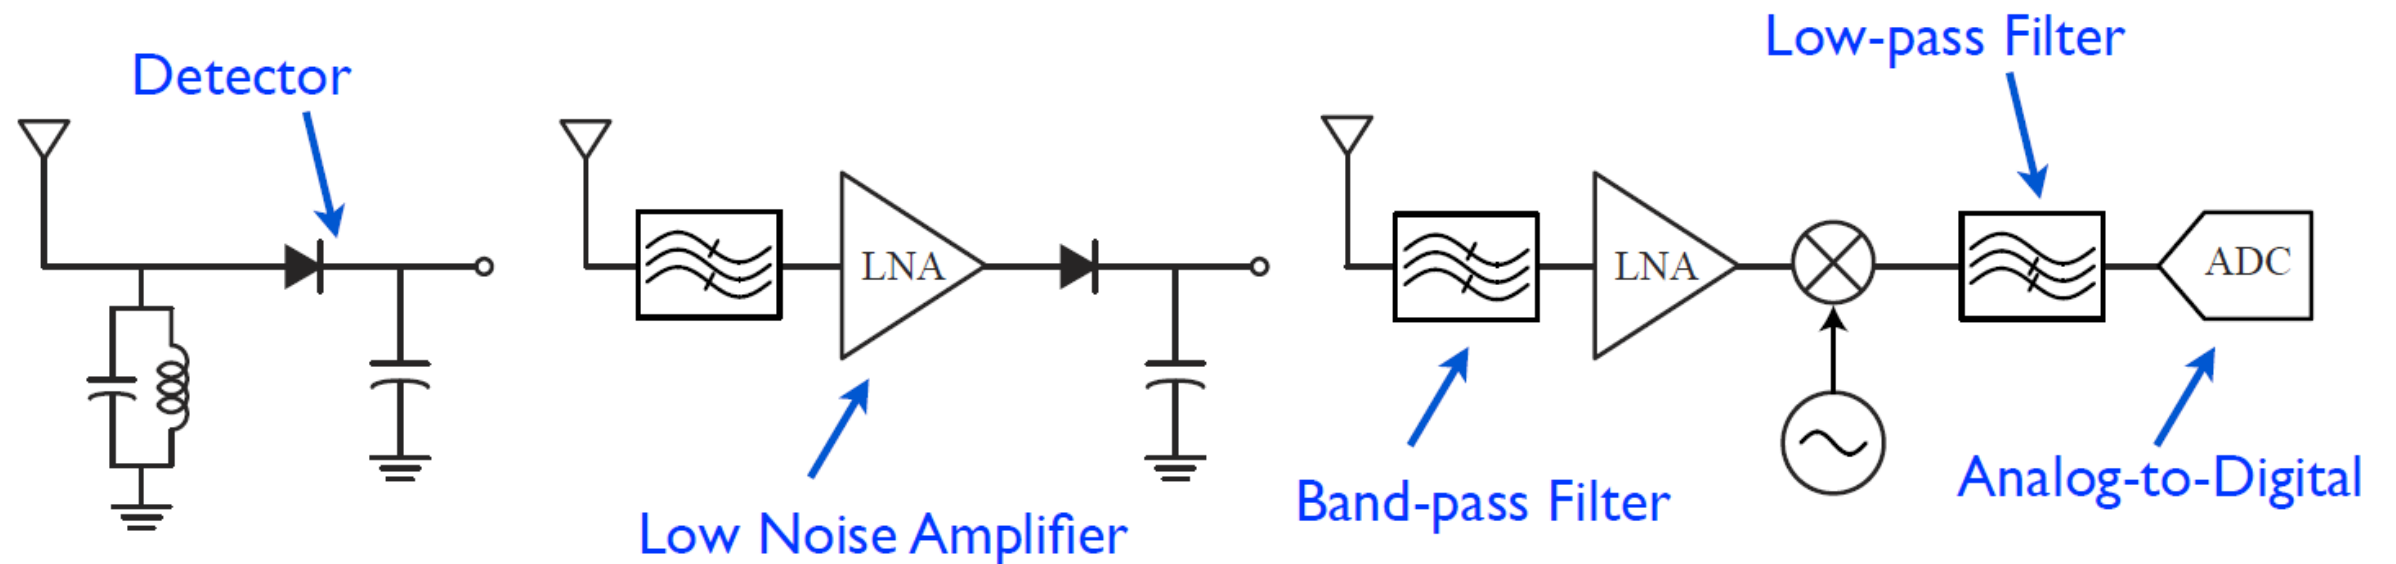 Detector
LNA
Low Noise Amplifier
Low-pass Filter
LNA
ADC
Band-pass Filter
Analog-to-Digital